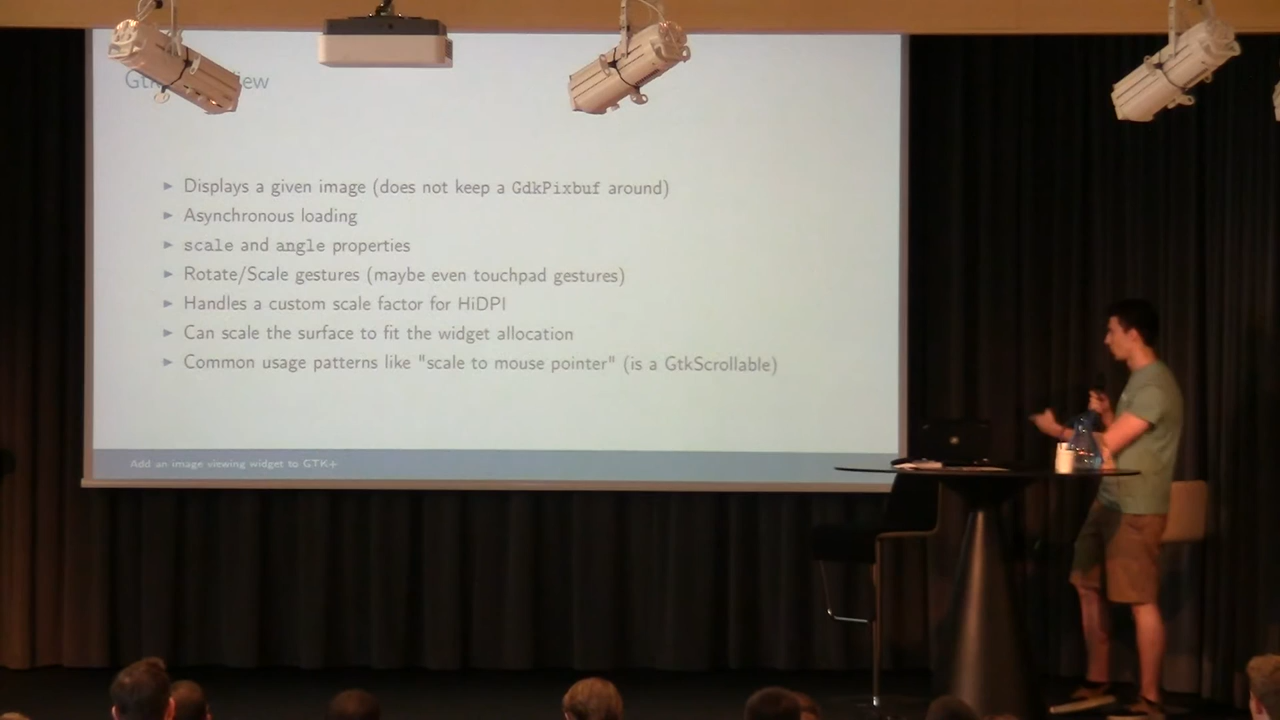 ▶ Displays a given image (does not keep a GdkPixbuf around)
▶ Asynchronous loading
▶ scale and angle properties
▶ Rotate/Scale gestures (maybe even touchpad gestures)
▶ Handles a custom scale factor for HiDPI
▶ Can scale the surface to fit the widget allocation
▶ Common usage patterns like "scale to mouse pointer" (is a GtkScrollable)
Add an image viewing widget to GTK+